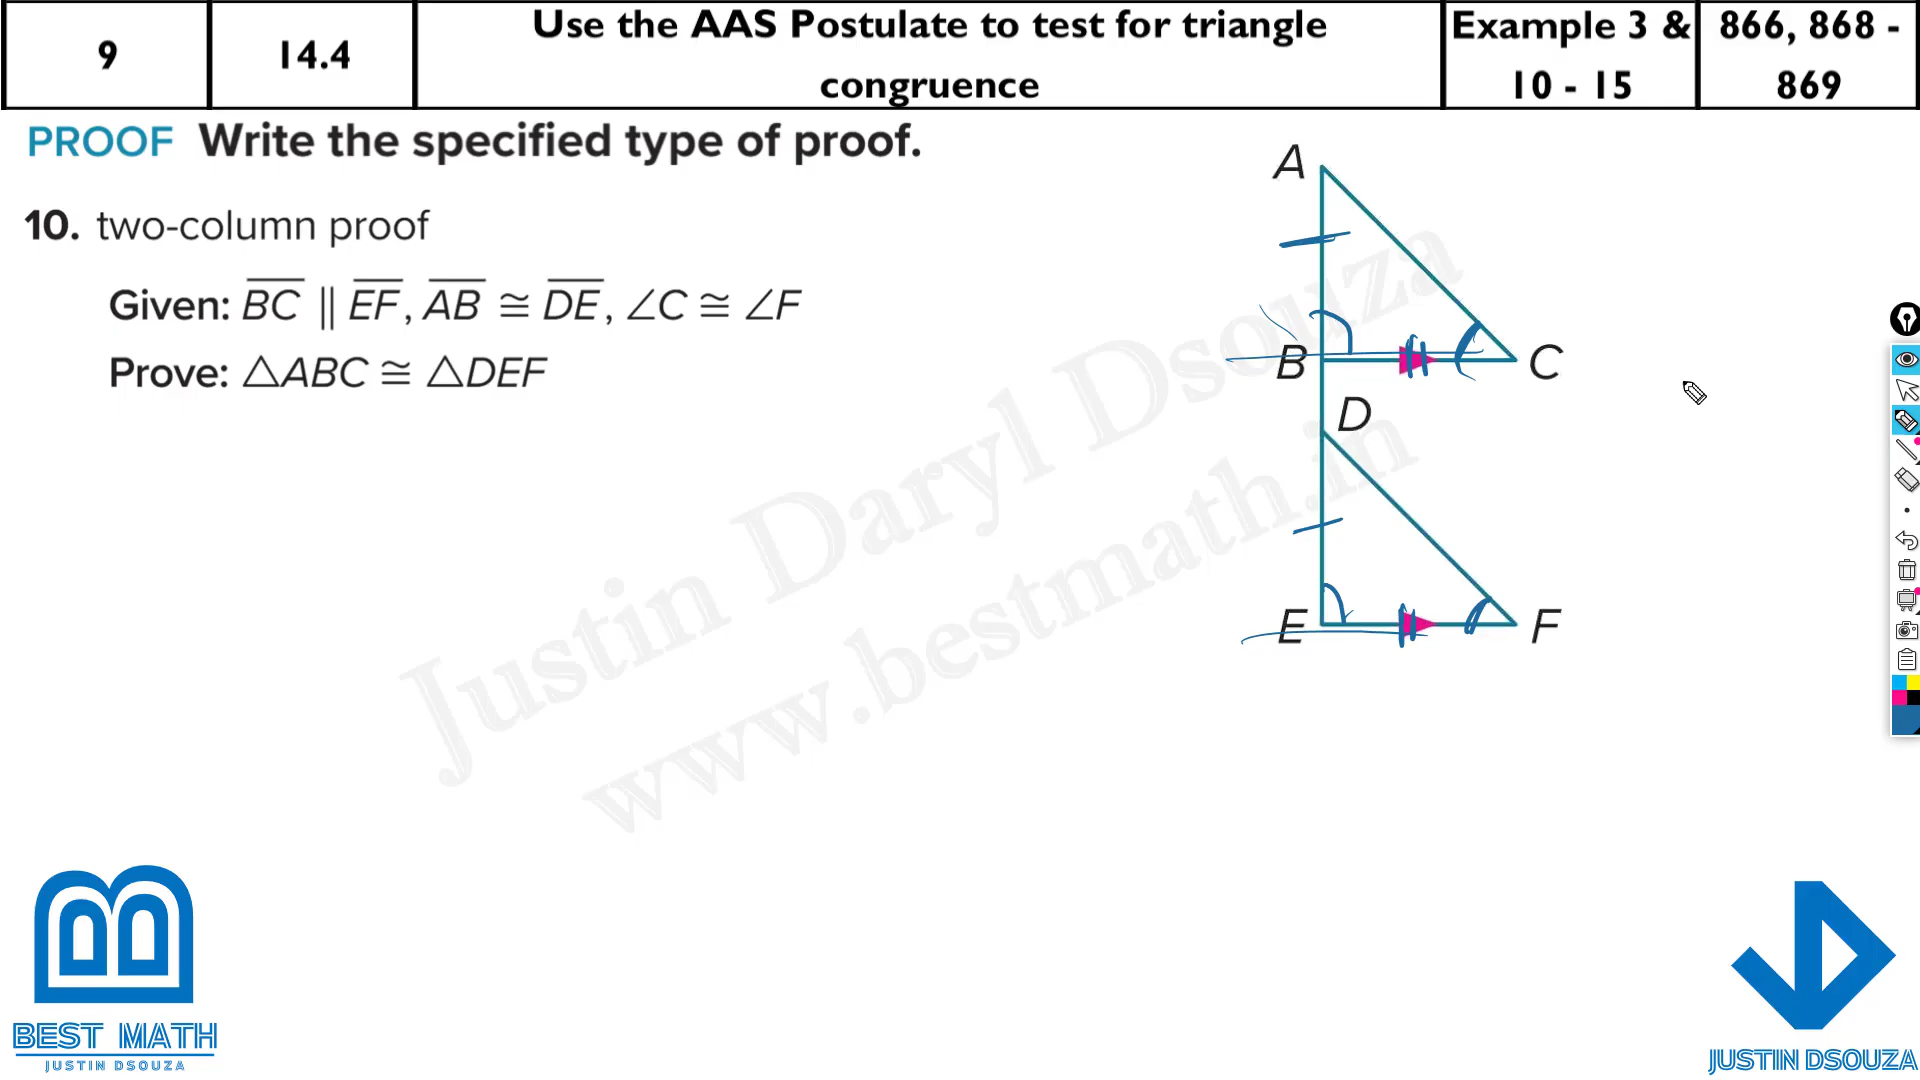 9
14.4
Use the AAS Postulate to test for triangle
congruence
Example 3 &
10 - 15
866, 868 -
869
PROOF Write the specified type of proof.
10. two-column proof
Given: BC || EF, AB ≅ DE, ∠C ≅ ∠F
Prove: △ABC ≅ △DEF
A
B
C
D
E
F
Justin Daryl Dsouza
www.bestmath.in
BEST MATH
JUSTIN DSOUZA
JUSTIN DSOUZA